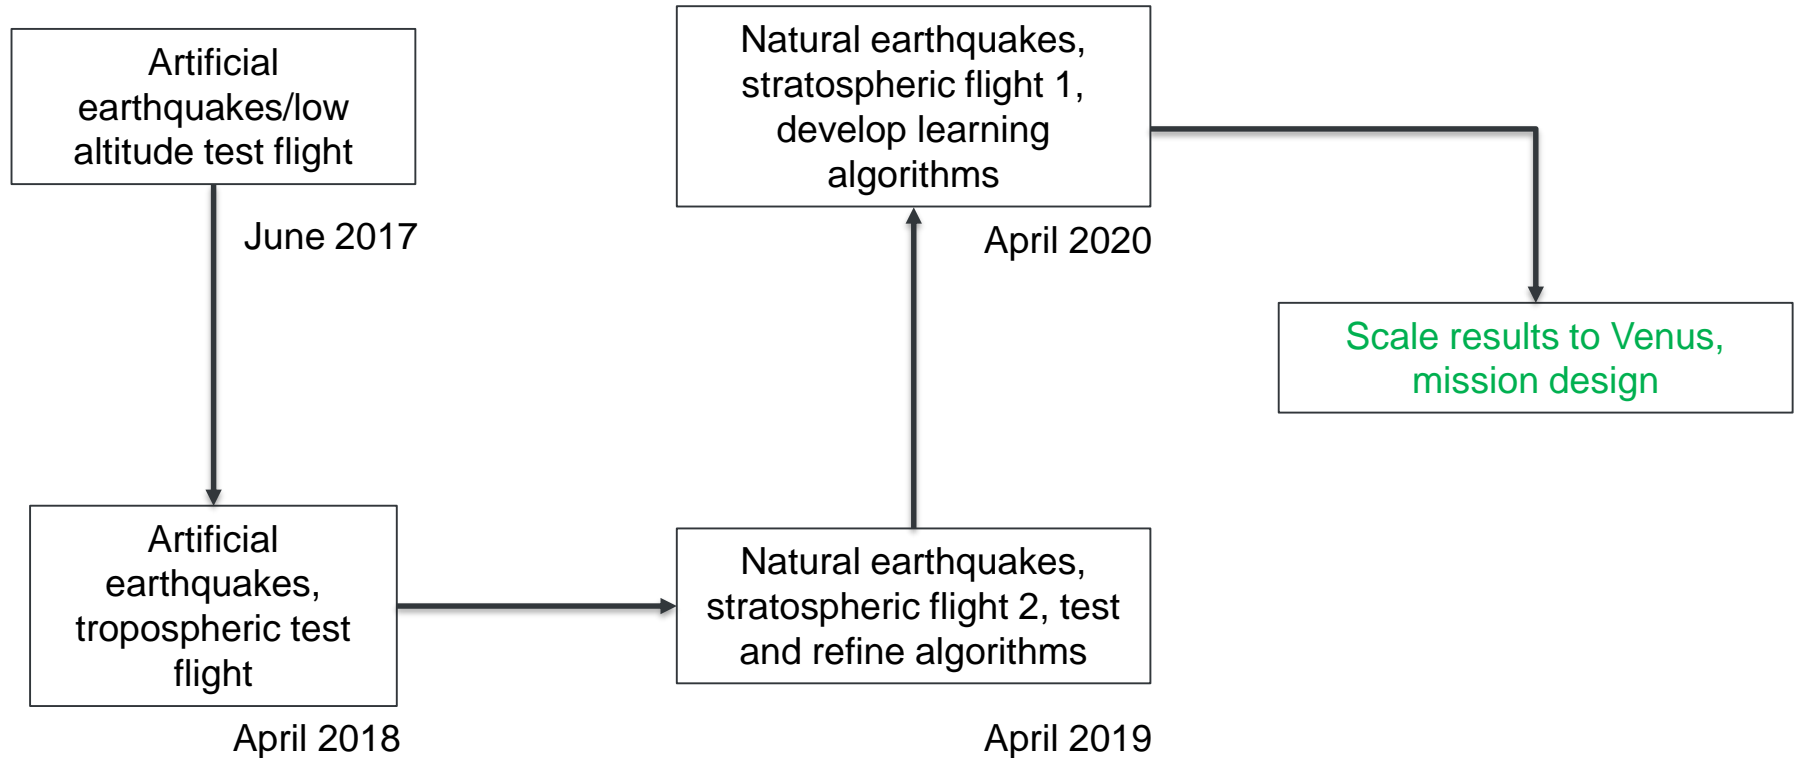 Artificial
earthquakes/low
altitude test flight
June 2017
Artificial
earthquakes,
tropospheric test
flight
April 2018
Natural earthquakes,
stratospheric flight 2, test
and refine algorithms
April 2019
Natural earthquakes,
stratospheric flight 1,
develop learning
algorithms
April 2020
Scale results to Venus,
mission design